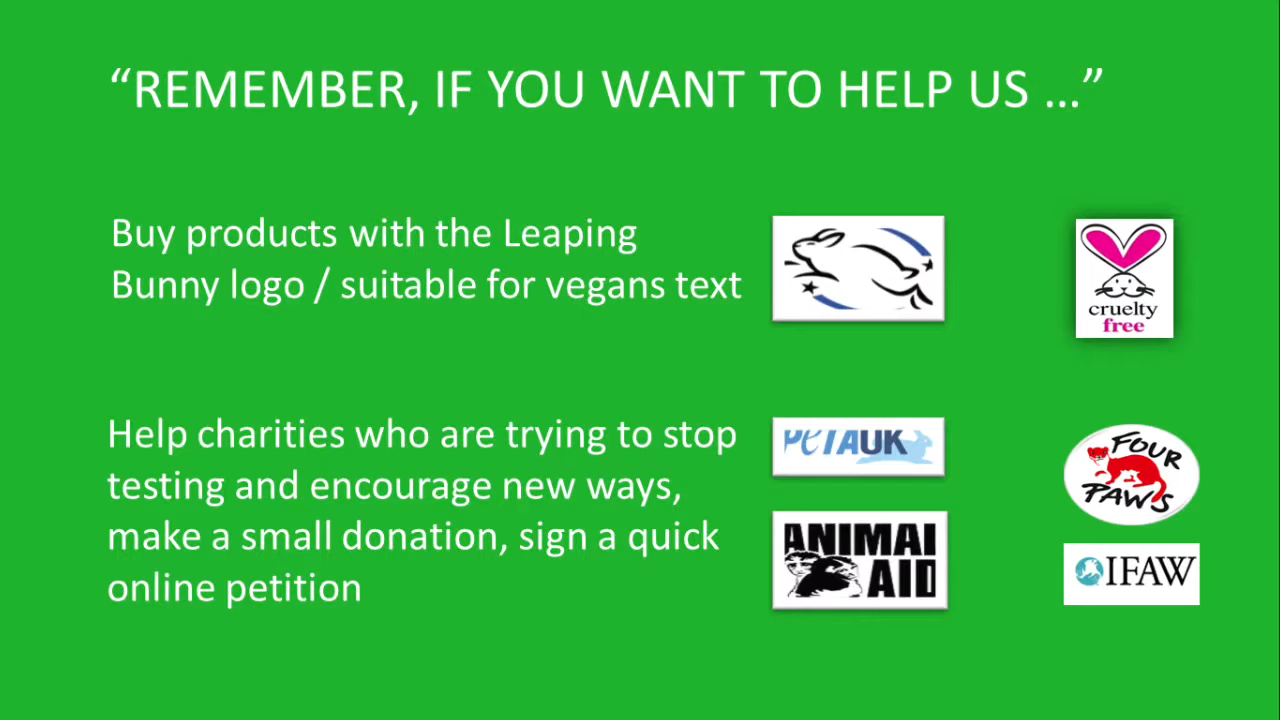 “REMEMBER, IF YOU WANT TO HELP US ...”
Buy products with the Leaping
Bunny logo / suitable for vegans text
cruelty
free
Help charities who are trying to stop
testing and encourage new ways,
make a small donation, sign a quick
online petition
PETAUK
FOUR
PAWS
ANIMAL
AID
IFAW